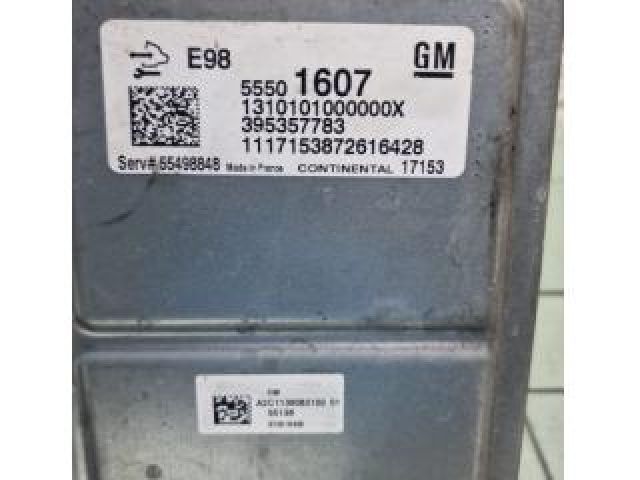 E98 GM
5550 1607
1310101000000X
395357783
1117153872616428
Serv# 55498848 Made in France CONTINENTAL 17153
GM